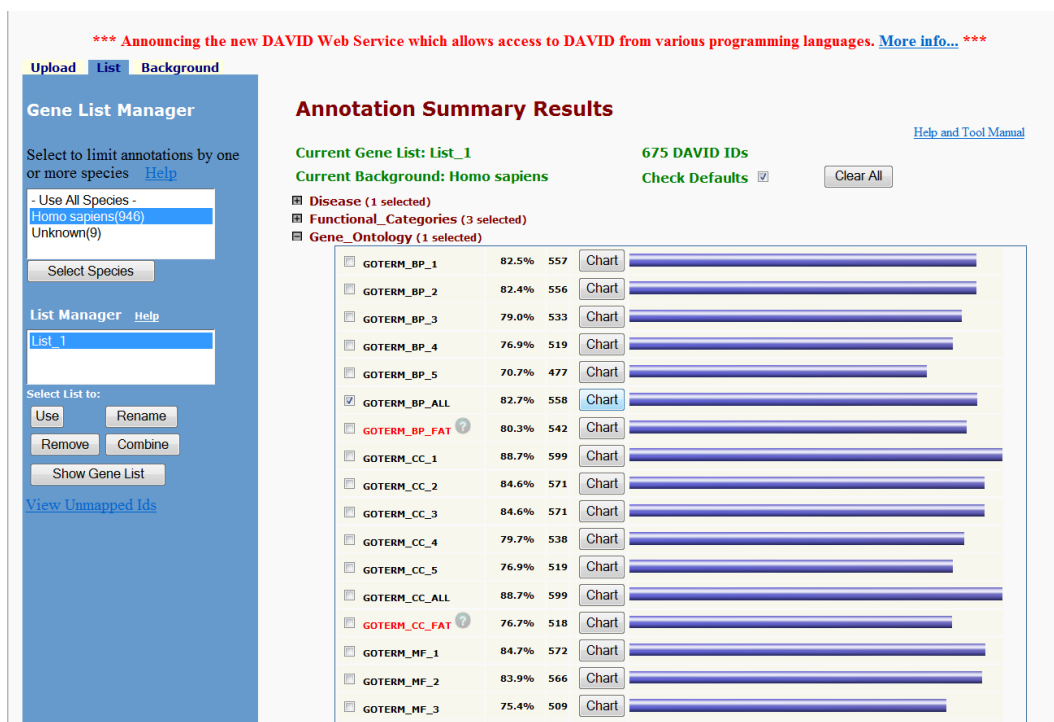 *** Announcing the new DAVID Web Service which allows access to DAVID from various programming languages. More info... ***
Upload List Background
Gene List Manager
Select to limit annotations by one
or more species Help
- Use All Species -
Homo sapiens(946)
Unknown(9)
Select Species
List Manager Help
List_1
Select List to:
Use Rename
Remove Combine
Show Gene List
View Unmapped Ids
Annotation Summary Results
Help and Tool Manual
Current Gene List: List_1 675 DAVID IDs
Current Background: Homo sapiens Check Defaults Clear All
Disease (1 selected)
Functional_Categories (3 selected)
Gene_Ontology (1 selected)
GOTERM_BP_1 82.5% 557 Chart
GOTERM_BP_2 82.4% 556 Chart
GOTERM_BP_3 79.0% 533 Chart
GOTERM_BP_4 76.9% 519 Chart
GOTERM_BP_5 70.7% 477 Chart
GOTERM_BP_ALL 82.7% 558 Chart
GOTERM_BP_FAT ? 80.3% 542 Chart
GOTERM_CC_1 88.7% 599 Chart
GOTERM_CC_2 84.6% 571 Chart
GOTERM_CC_3 84.6% 571 Chart
GOTERM_CC_4 79.7% 538 Chart
GOTERM_CC_5 76.9% 519 Chart
GOTERM_CC_ALL 88.7% 599 Chart
GOTERM_CC_FAT ? 76.7% 518 Chart
GOTERM_MF_1 84.7% 572 Chart
GOTERM_MF_2 83.9% 566 Chart
GOTERM_MF_3 75.4% 509 Chart